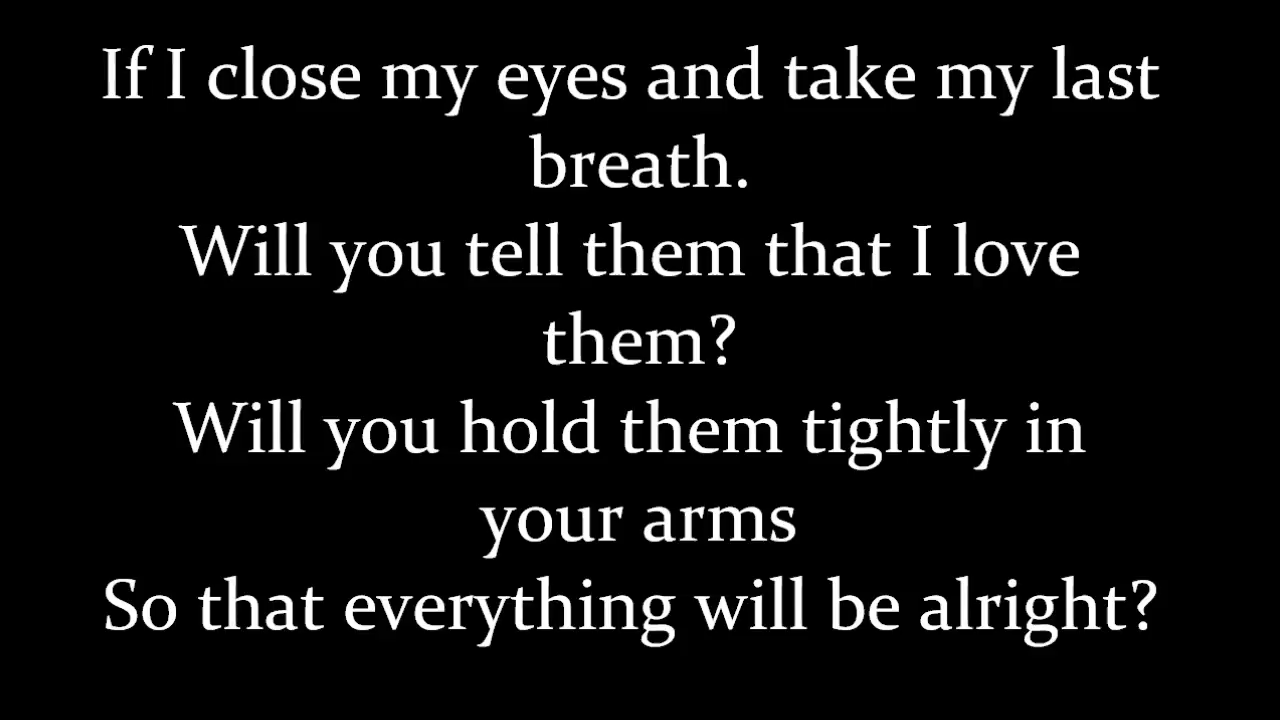 If I close my eyes and take my last
breath.
Will you tell them that I love
them?
Will you hold them tightly in
your arms
So that everything will be alright?